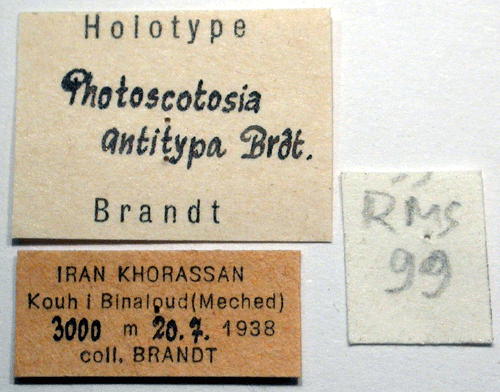 Holotype
Photoscotosia
antitypa Brdt.
Brandt
IRAN KHORASSAN
Kouh i Binaloud (Meched)
3000 m 20.7. 1938
coll. BRANDT
RMS
99